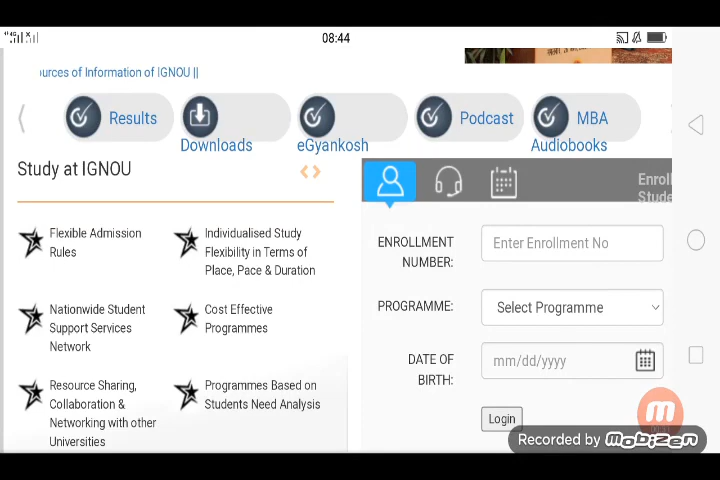 08:44
ources of Information of IGNOU ||
Results
Downloads
eGyankosh
Podcast
MBA
Audiobooks
Study at IGNOU
Flexible Admission
Rules
Individualised Study
Flexibility in Terms of
Place, Pace & Duration
Nationwide Student
Support Services
Network
Cost Effective
Programmes
Resource Sharing,
Collaboration &
Networking with other
Universities
Programmes Based on
Students Need Analysis
Enroll
Stude
ENROLLMENT
NUMBER:
Enter Enrollment No
PROGRAMME:
Select Programme
DATE OF
BIRTH:
mm/dd/yyyy
Login
Recorded by
MOBIZEN